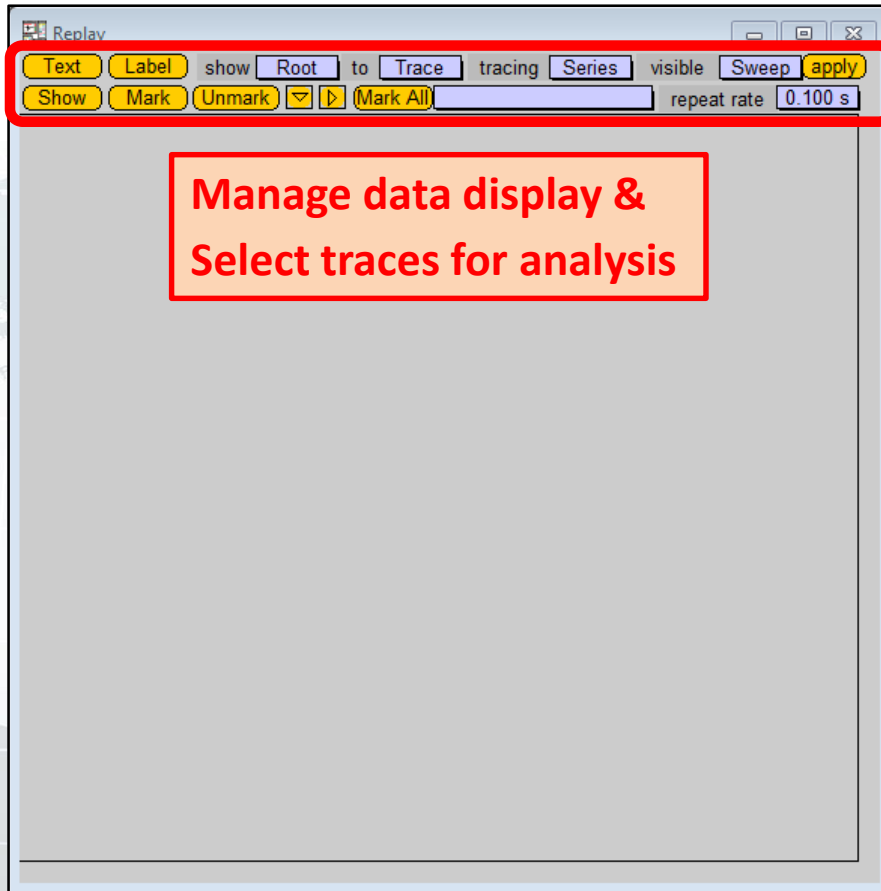 Replay
Text Label show Root to Trace tracing Series visible Sweep apply
Show Mark Unmark Mark All repeat rate 0.100 s
Manage data display &
Select traces for analysis